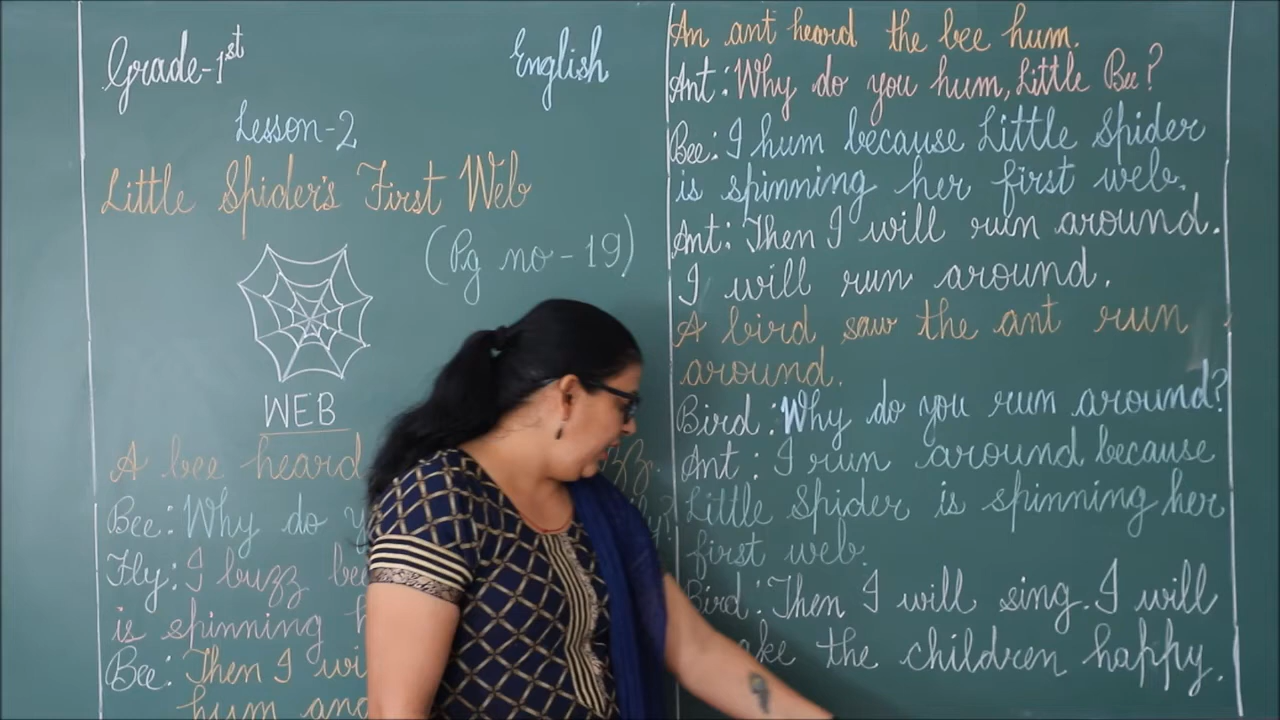 Grade-1st
English
Lesson-2
Little Spider's First Web
(Pg no-19)
WEB
A bee heard
Bee: Why do
Fly: I buzz
is spinning
Bee: Then I
hum and
An ant heard the bee hum.
Ant: Why do you hum, Little Bee?
Bee: I hum because Little Spider
is spinning her first web.
Ant: Then I will run around.
I will run around.
A bird saw the ant run
around.
Bird: Why do you run around?
Ant: I run around because
Little Spider is spinning her
first web.
Bird: Then I will sing. I will
the children happy.